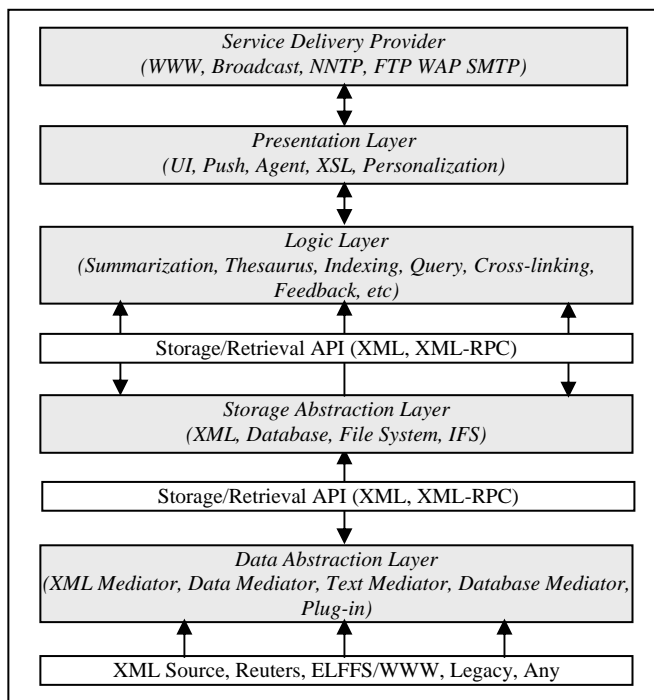 Service Delivery Provider
(WWW, Broadcast, NNTP, FTP WAP SMTP)
Presentation Layer
(UI, Push, Agent, XSL, Personalization)
Logic Layer
(Summarization, Thesaurus, Indexing, Query, Cross-linking,
Feedback, etc)
Storage/Retrieval API (XML, XML-RPC)
Storage Abstraction Layer
(XML, Database, File System, IFS)
Storage/Retrieval API (XML, XML-RPC)
Data Abstraction Layer
(XML Mediator, Data Mediator, Text Mediator, Database Mediator,
Plug-in)
XML Source, Reuters, ELFFS/WWW, Legacy, Any